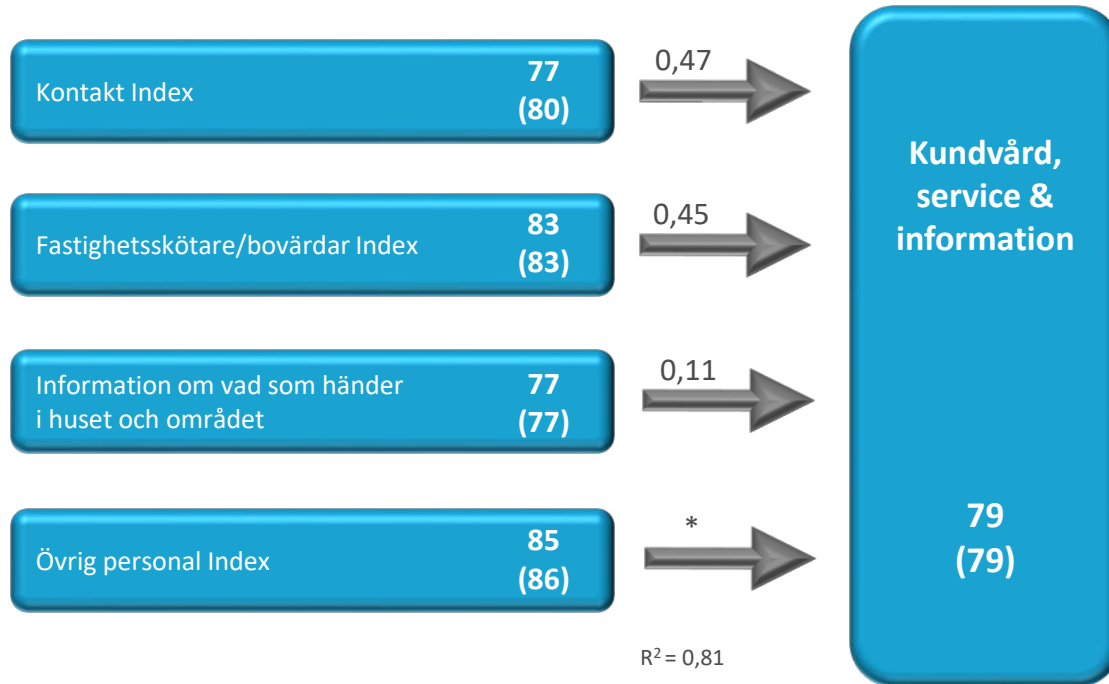 Kontakt Index
77
(80)
0,47
Fastighetsskötare/bovärdar Index
83
(83)
0,45
Information om vad som händer
i huset och området
77
(77)
0,11
Övrig personal Index
85
(86)
*
R² = 0,81
Kundvård,
service &
information
79
(79)